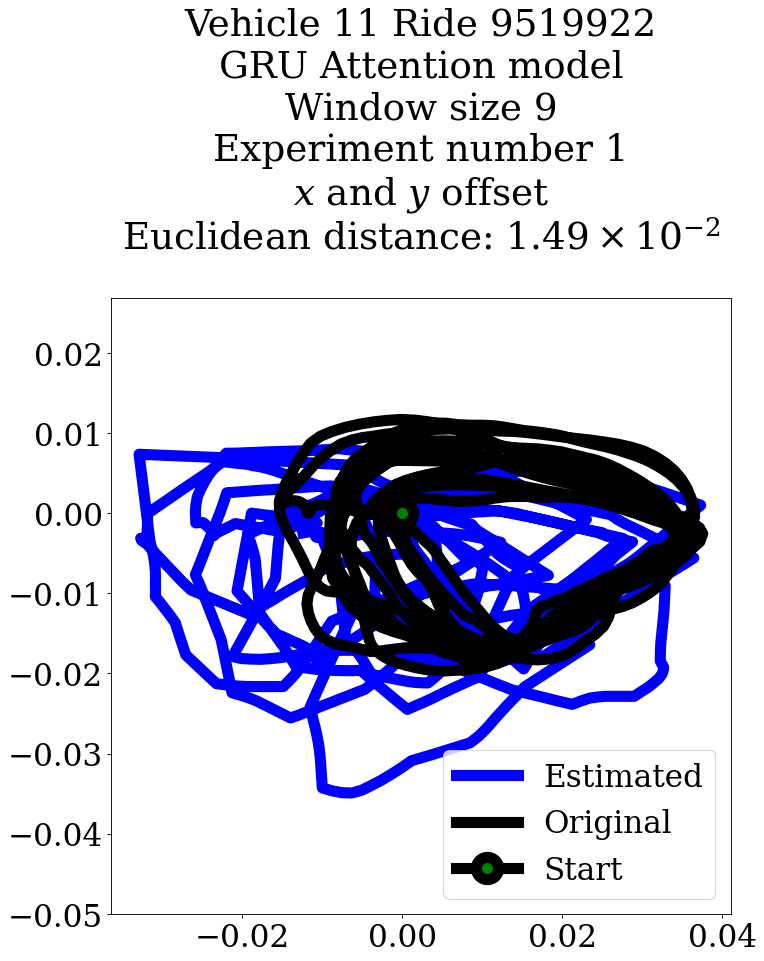 Vehicle 11 Ride 9519922
GRU Attention model
Window size 9
Experiment number 1
x and y offset
Euclidean distance: 1.49 × 10⁻²
0.02
0.01
0.00
−0.01
−0.02
−0.03
−0.04
−0.05
Estimated
Original
Start
−0.02 0.00 0.02 0.04